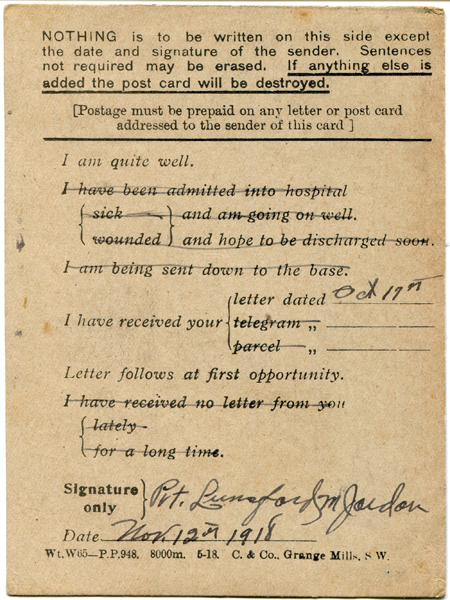 NOTHING is to be written on this side except
the date and signature of the sender. Sentences
not required may be erased. If anything else is
added the post card will be destroyed.
[Postage must be prepaid on any letter or post card
addressed to the sender of this card ]
I am quite well.
I have been admitted into hospital
sick and am going on well.
wounded and hope to be discharged soon.
I am being sent down to the base.
letter dated Oct 17th
I have received your telegram „
parcel „
Letter follows at first opportunity.
I have received no letter from you
lately
for a long time.
Signature only Pvt. Lunsford M Jordan
Date Nov. 12th 1918
Wt.W65—P.P.948. 8000m. 5-18. C. & Co., Grange Mills, S.W.